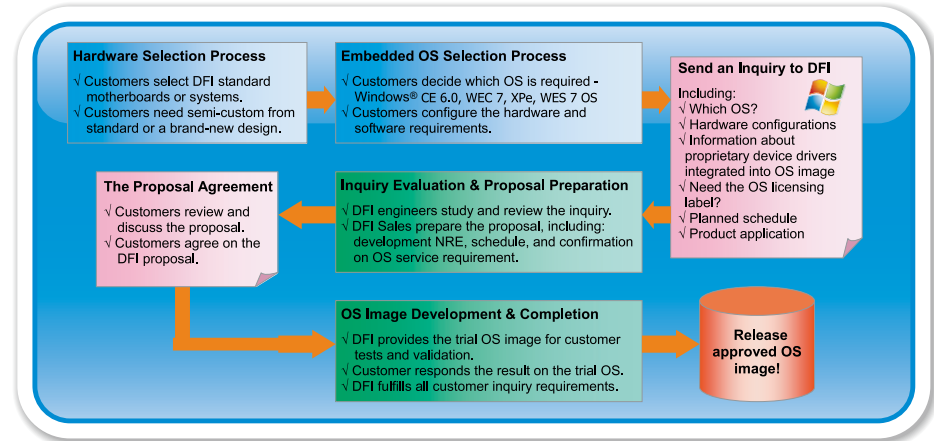 Hardware Selection Process
√ Customers select DFI standard
motherboards or systems.
√ Customers need semi-custom from
standard or a brand-new design.
Embedded OS Selection Process
√ Customers decide which OS is required -
Windows® CE 6.0, WEC 7, XPe, WES 7 OS
√ Customers configure the hardware and
software requirements.
Send an Inquiry to DFI
Including:
√ Which OS?
√ Hardware configurations
√ Information about
proprietary device drivers
integrated into OS image
√ Need the OS licensing
label?
√ Planned schedule
√ Product application
Inquiry Evaluation & Proposal Preparation
√ DFI engineers study and review the inquiry.
√ DFI Sales prepare the proposal, including:
development NRE, schedule, and confirmation
on OS service requirement.
The Proposal Agreement
√ Customers review and
discuss the proposal.
√ Customers agree on the
DFI proposal.
OS Image Development & Completion
√ DFI provides the trial OS image for customer
tests and validation.
√ Customer responds the result on the trial OS.
√ DFI fulfills all customer inquiry requirements.
Release
approved OS
image!